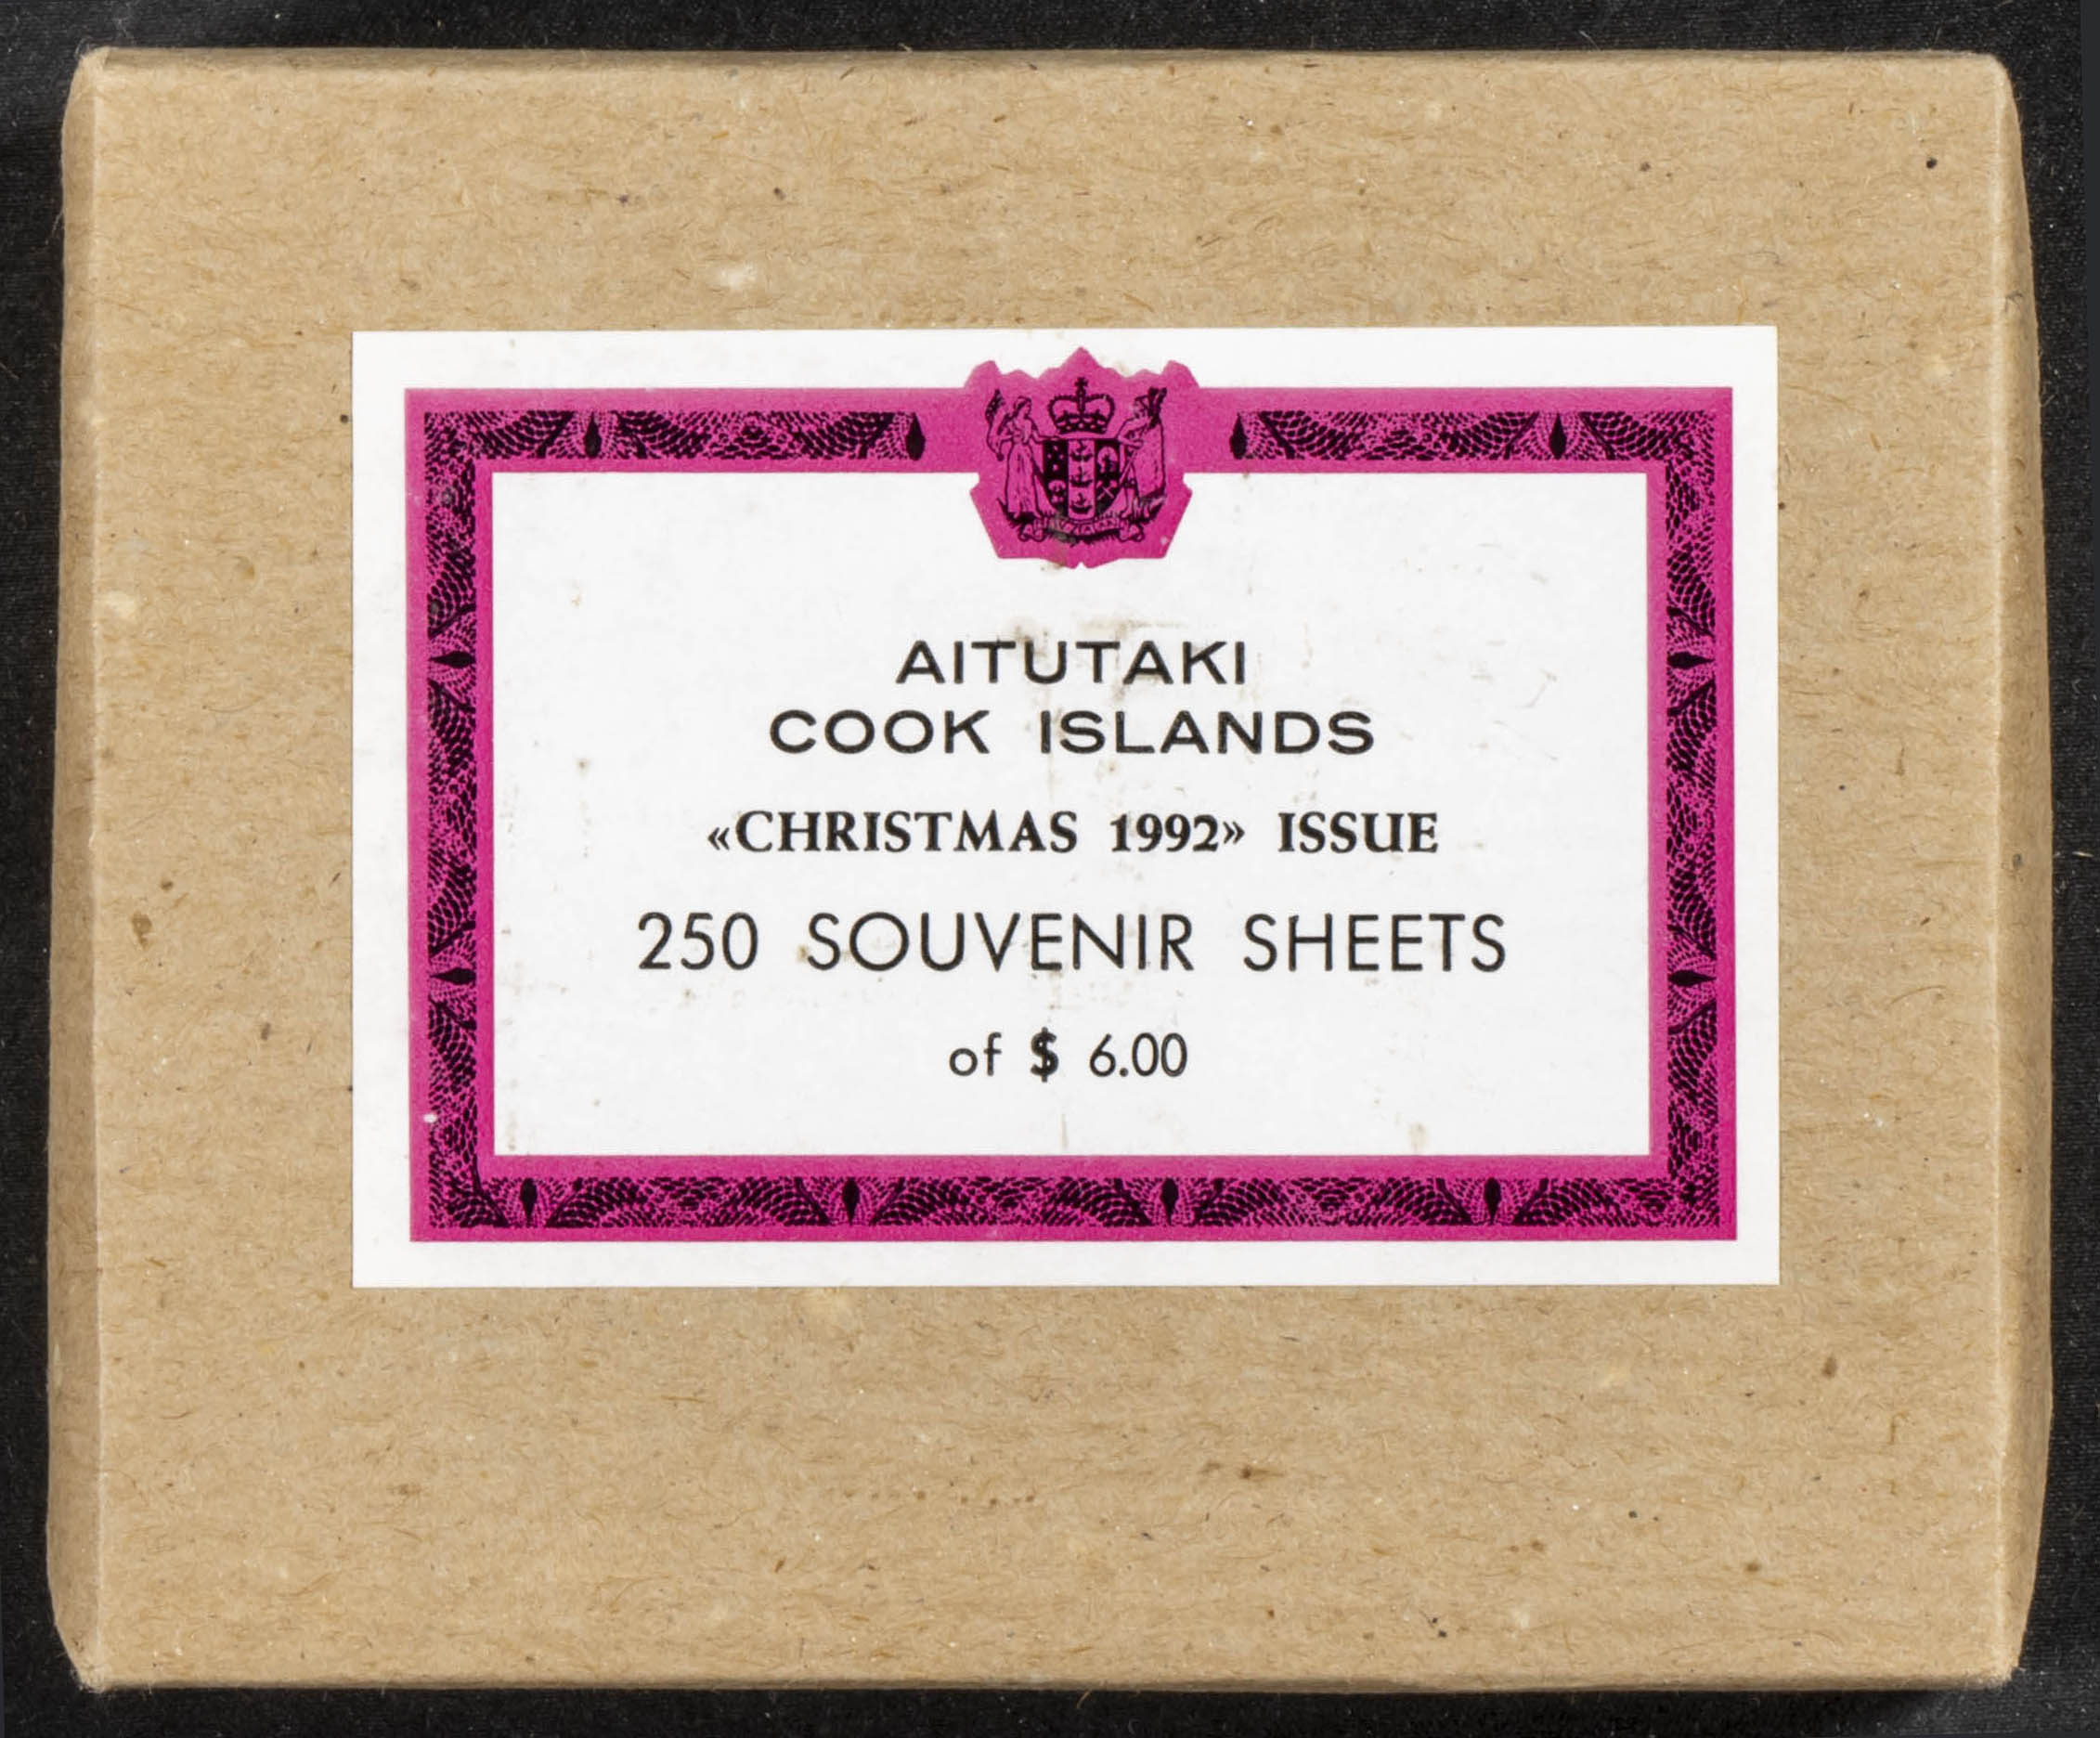 AITUTAKI
COOK ISLANDS
«CHRISTMAS 1992» ISSUE
250 SOUVENIR SHEETS
of $ 6.00